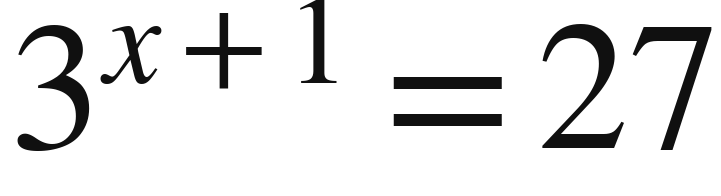 3^{x + 1} = 27